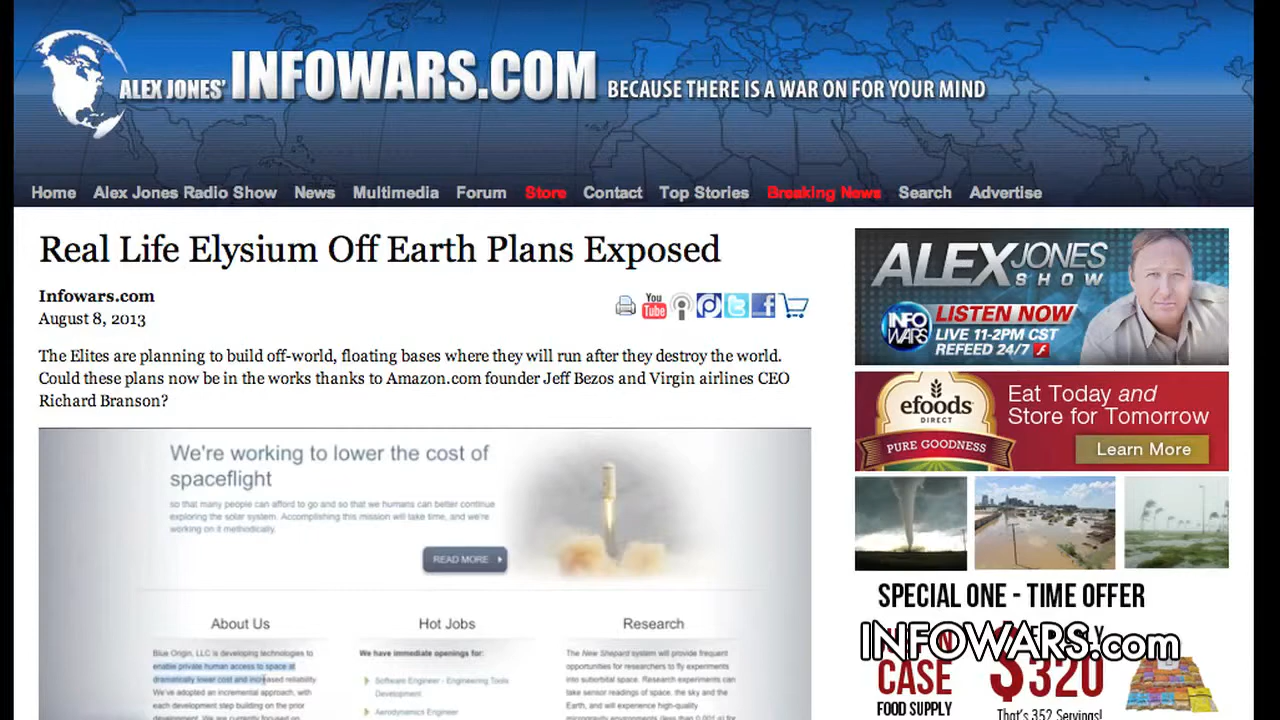 ALEX JONES' INFOWARS.COM BECAUSE THERE IS A WAR ON FOR YOUR MIND
Home Alex Jones Radio Show News Multimedia Forum Store Contact Top Stories Breaking News Search Advertise
Real Life Elysium Off Earth Plans Exposed
Infowars.com
August 8, 2013
You
Tube
The Elites are planning to build off-world, floating bases where they will run after they destroy the world.
Could these plans now be in the works thanks to Amazon.com founder Jeff Bezos and Virgin airlines CEO
Richard Branson?
We're working to lower the cost of
spaceflight
so that many people can afford to go and so that we humans can better continue
exploring the solar system. Accomplishing this mission will take time, and we're
working on it methodically.
READ MORE
About Us
Blue Origin, LLC is developing technologies to
enable private human access to space at
dramatically lower cost and increased reliability
We've adopted an incremental approach, with
each development step building on the prior
development. We are currently focused on
Hot Jobs
We have immediate openings for:
Software Engineer - Engineering Tools
Development
Aerodynamics Engineer
Research
The New Shepard system will provide frequent
opportunities for researchers to fly experiments
into suborbital space. Research experiments can
take sensor readings of space, the sky and the
Earth, and will experience high-quality
microgravity environments (less than 0.001 g) for
ALEX JONES
SHOW
INFO
WARS
LISTEN NOW
LIVE 11-2PM CST
REFEED 24/7
efoods
DIRECT
PURE GOODNESS
Eat Today and
Store for Tomorrow
Learn More
SPECIAL ONE - TIME OFFER
INFOWARS.com
CASE
FOOD SUPPLY
$320
That's 352 Servings!